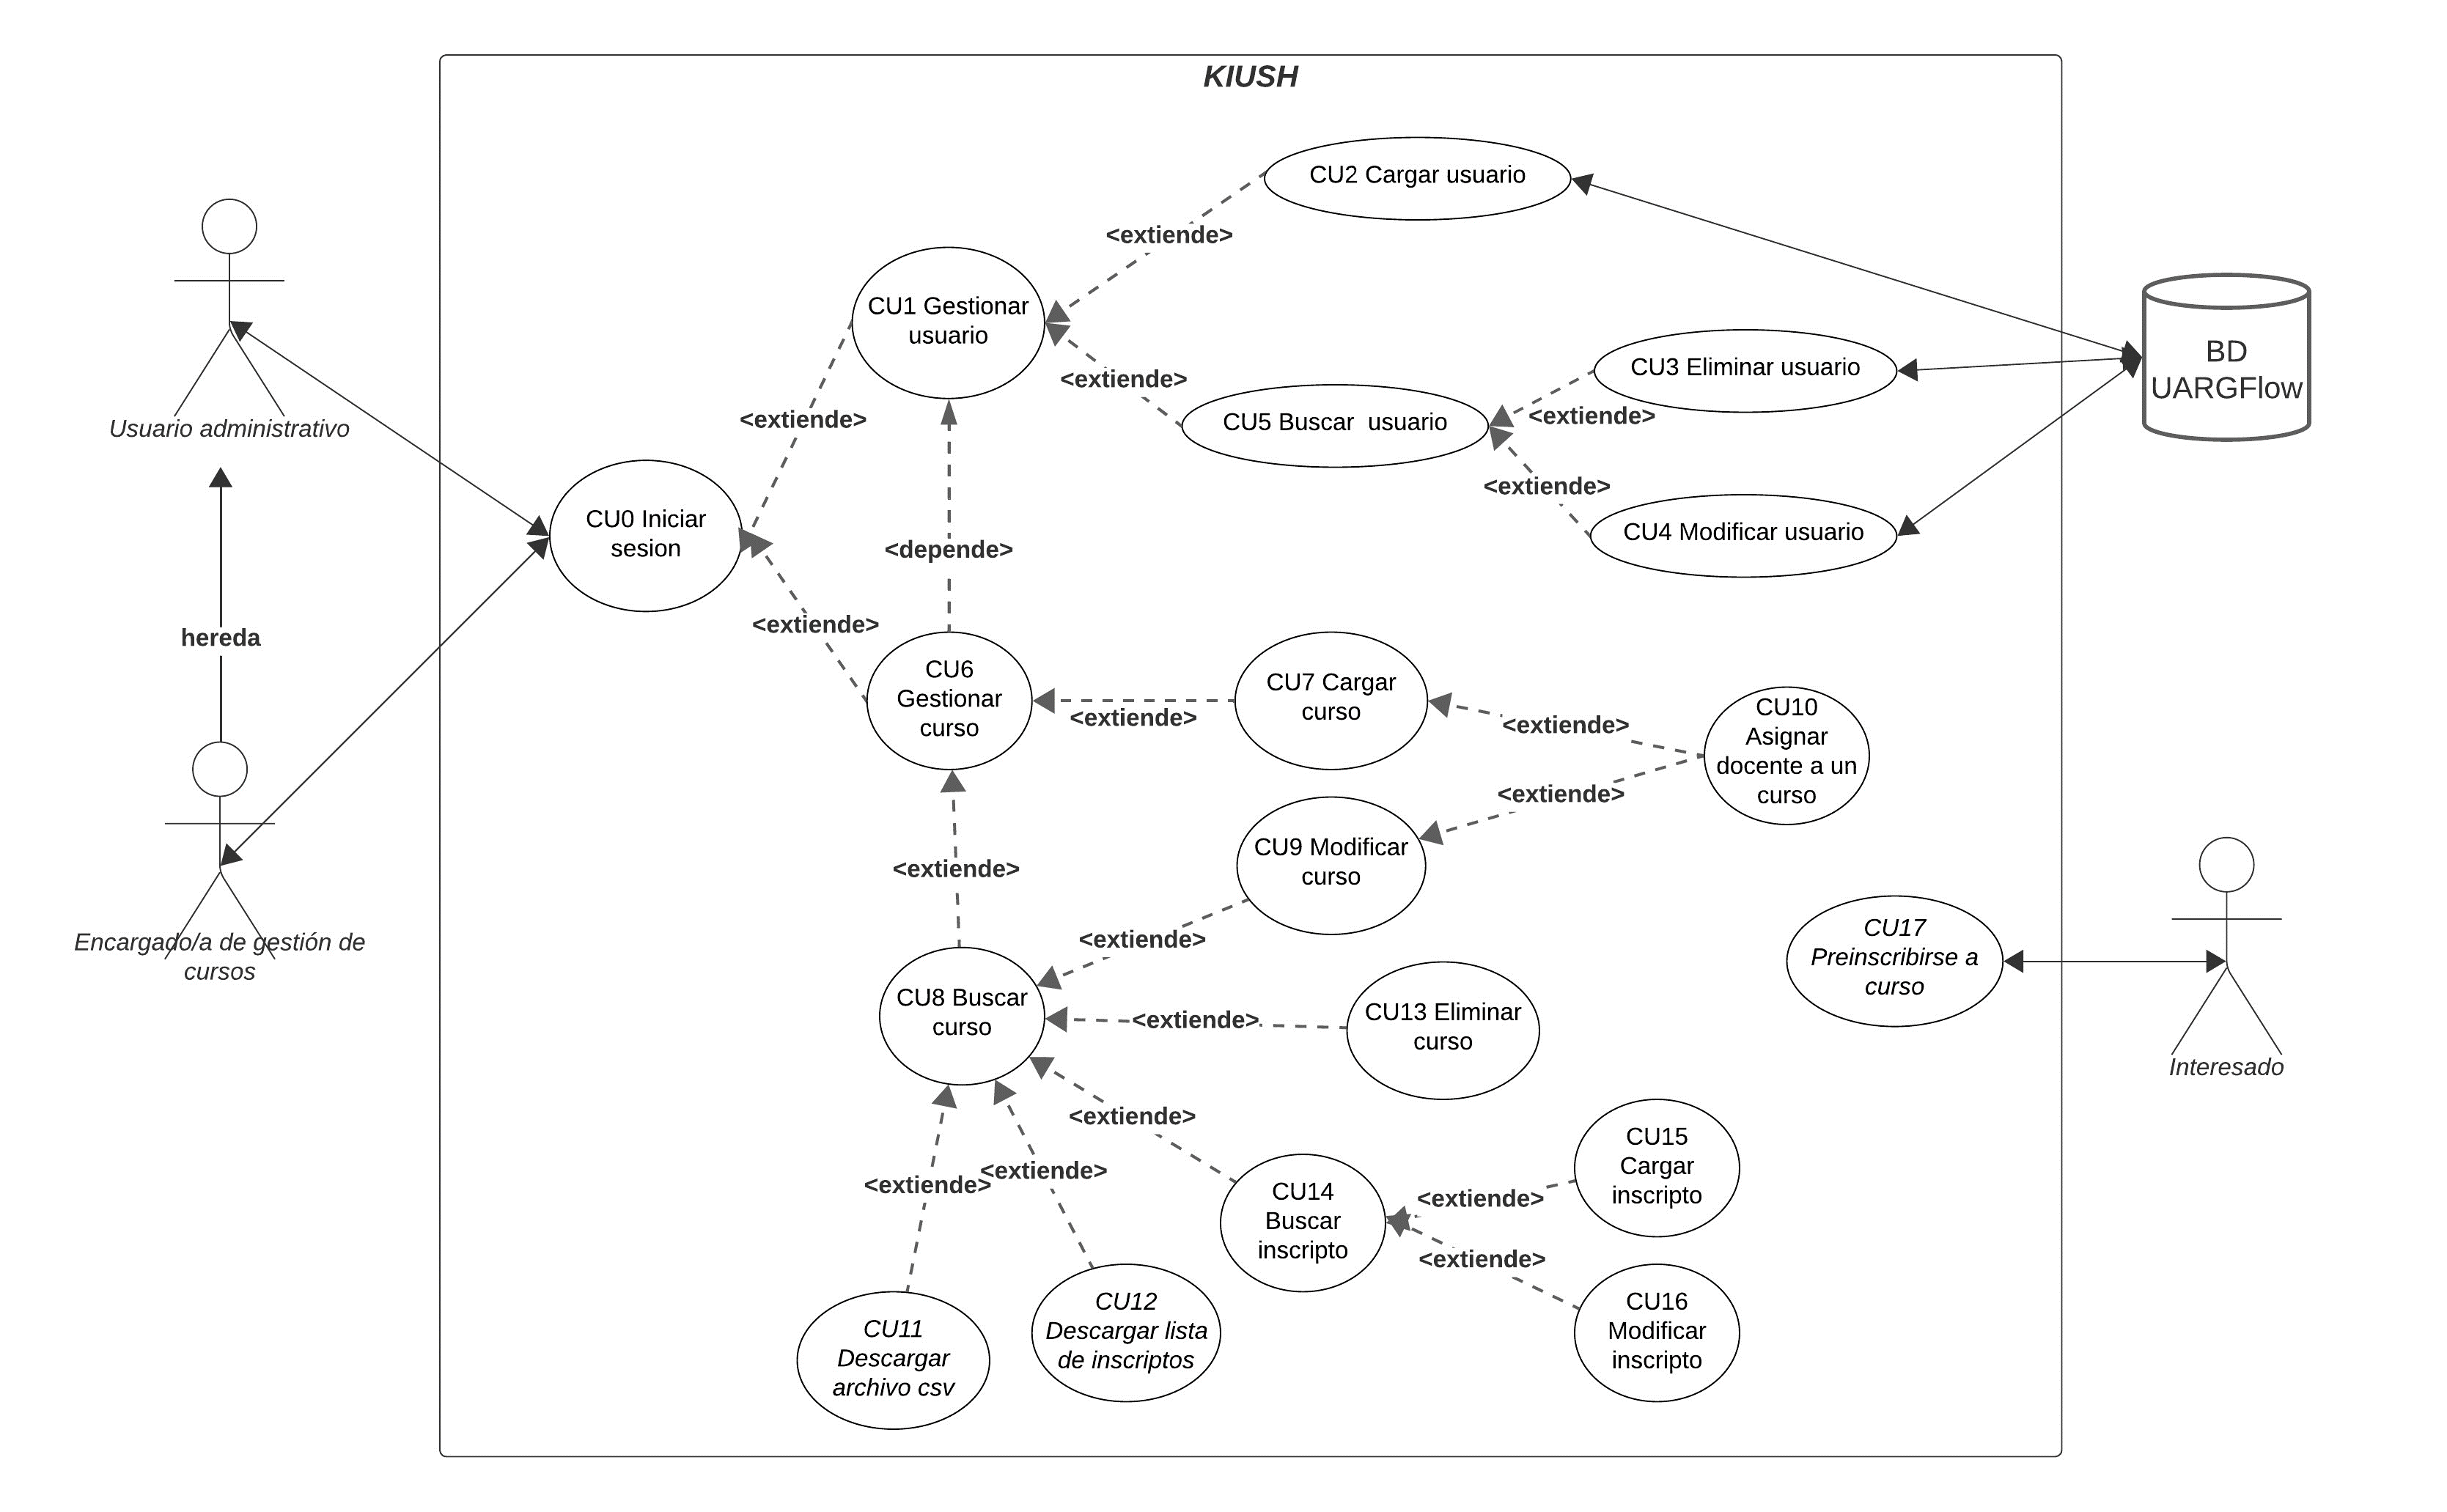 KIUSH
CU2 Cargar usuario
<extiende>
CU1 Gestionar
usuario
BD
UARGFlow
CU3 Eliminar usuario
<extiende>
<extiende>
<extiende>
CU5 Buscar  usuario
Usuario administrativo
<extiende>
CU0 Iniciar
sesion
CU4 Modificar usuario
<depende>
<extiende>
hereda
CU6
Gestionar
curso
CU7 Cargar
curso
<extiende>
<extiende>
CU10
Asignar
docente a un
curso
<extiende>
CU9 Modificar
curso
<extiende>
<extiende>
Encargado/a de gestión de
cursos
CU17
Preinscribirse a
curso
CU8 Buscar
curso
<extiende>
CU13 Eliminar
curso
Interesado
<extiende>
<extiende>
<extiende>
CU15
Cargar
inscripto
<extiende>
CU14
Buscar
inscripto
<extiende>
CU11
Descargar
archivo csv
CU12
Descargar lista
de inscriptos
CU16
Modificar
inscripto